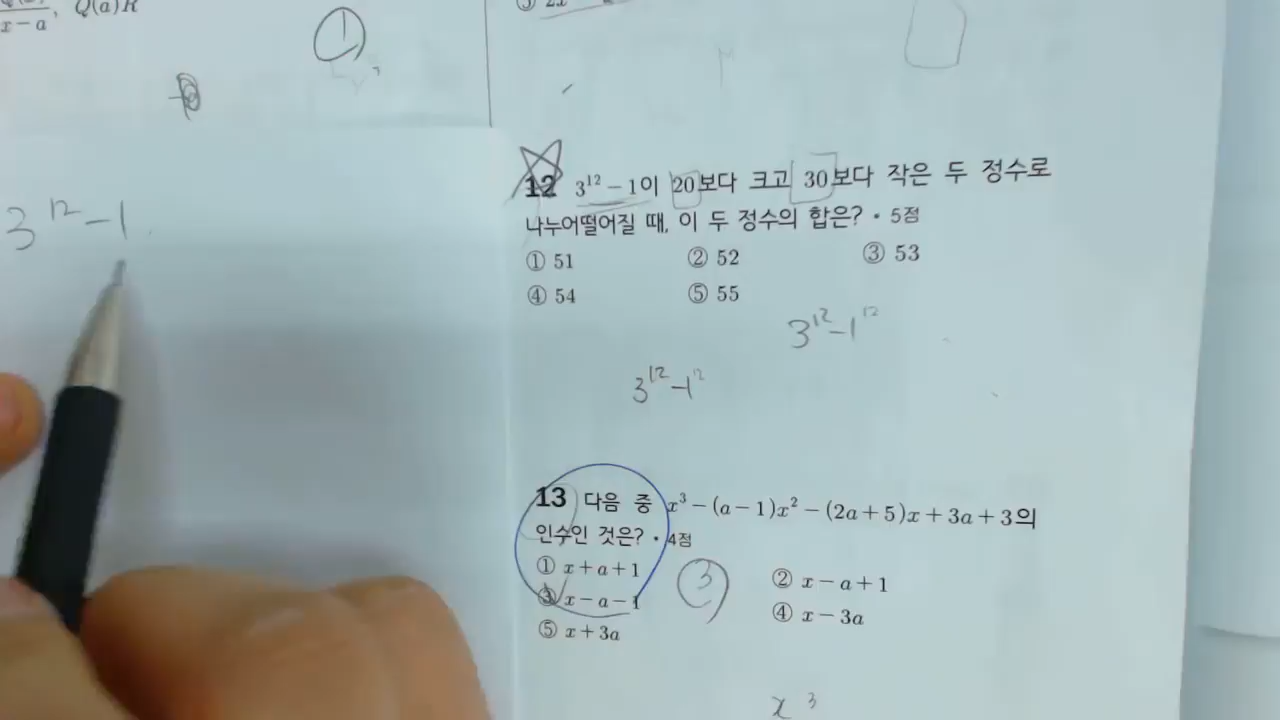 x-a, Q(a)R
①
12 3¹² - 1이 20보다 크고 30보다 작은 두 정수로
나누어떨어질 때, 이 두 정수의 합은? • 5점
① 51 ② 52 ③ 53
④ 54 ⑤ 55
3¹² - 1
3¹² - 1¹²
3¹² - 1¹²
13 다음 중 x³ - (a-1)x² - (2a+5)x + 3a + 3의
인수인 것은? • 4점
① x+a+1 ② x-a+1
③ x-a-1 ④ x-3a
⑤ x+3a
③
x³